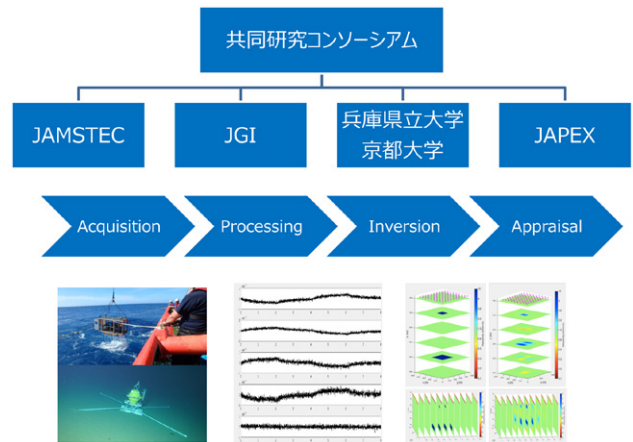 共同研究コンソーシアム
JAMSTEC
JGI
兵庫県立大学
京都大学
JAPEX
Acquisition
Processing
Inversion
Appraisal